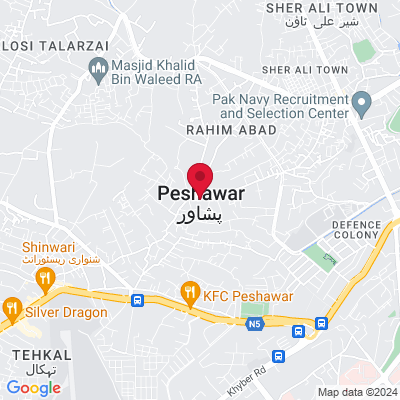 SHER ALI TOWN
شیر علی ٹاؤن
LOSI TALARZAI
Masjid Khalid
Bin Waleed RA
SHER ALI TOWN
Pak Navy Recruitment
and Selection Center
RAHIM ABAD
Peshawar
پشاور
DEFENCE
COLONY
Shinwari
شنواری ریسٹورانٹ
KFC Peshawar
Silver Dragon
N5
TEHKAL
تہکال
Khyber Rd
Google
Map data ©2024